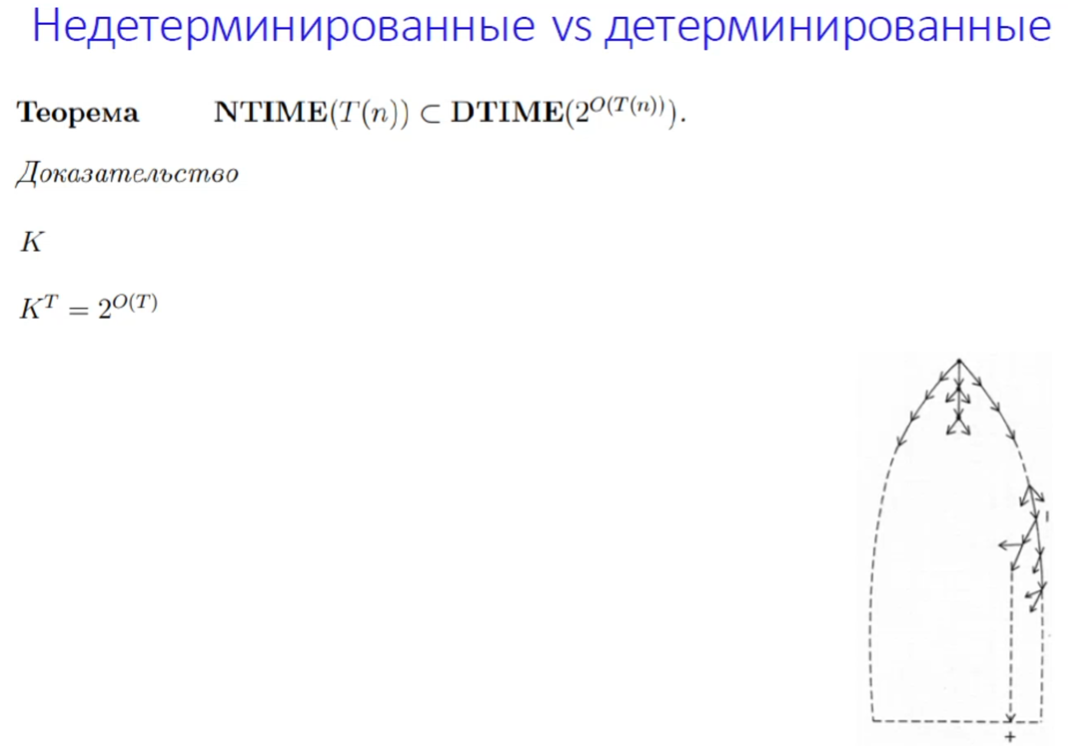 Недетерминированные vs детерминированные
Теорема NTIME(T(n)) ⊂ DTIME(2^{O(T(n))}).
Доказательство
K
K^T = 2^{O(T)}
+